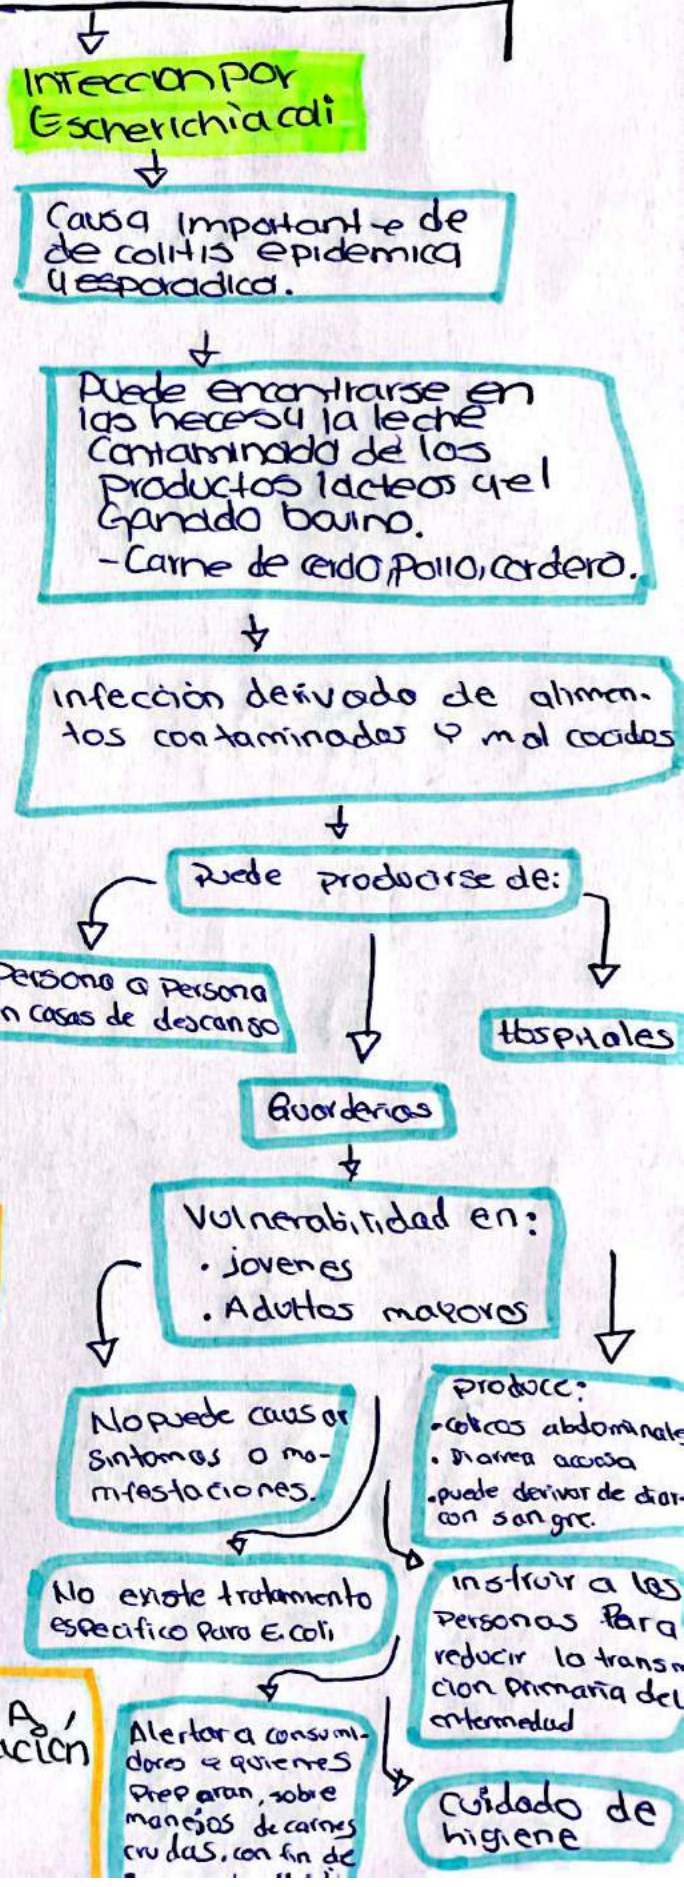 Infección por
Escherichia coli
Causa importante de
de colitis epidemica
y esporadica.
Puede encontrarse en
las heces y la leche
Contaminada de los
productos lácteos y el
Ganado bovino.
- Carne de cerdo, pollo, cordero.
infección derivado de alimen-
tos contaminados y mal cocidos
Puede producirse de:
Persona a Persona
n casas de descanso
Hospitales
Guarderias
Vulnerabilidad en:
· jovenes
· Adultos mayores
No puede causar
sintomas o ma-
nifestaciones.
produce:
· colicos abdominales
· Diarrea acuosa
· puede derivar de diar-
con sangre.
No existe tratamiento
especifico para E. coli
instruir a las
Personas Para
reducir la transm
cion primaria del
enfermedad
A,
ación
Alertar a consumi-
dores e quienes
preparan, sobre
manejos de carnes
crudas, con fin de
cuidado de
higiene